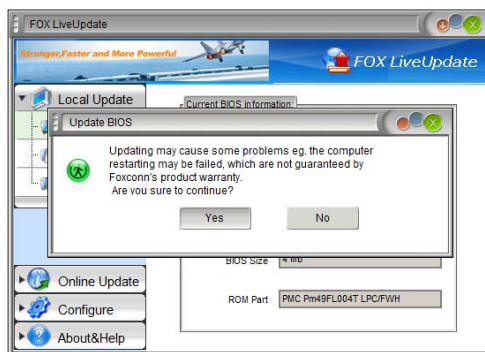 FOX LiveUpdate
Stronger,Faster and More Powerful
FOX LiveUpdate
Local Update
Current BIOS information:
Update BIOS
Updating may cause some problems eg, the computer
restarting may be failed, which are not guaranteed by
Foxconn's product warranty.
Are you sure to continue?
Yes
No
BIOS Size
4 mb
ROM Part
PMC Pm49FL004T LPC/FWH
Online Update
Configure
About&Help